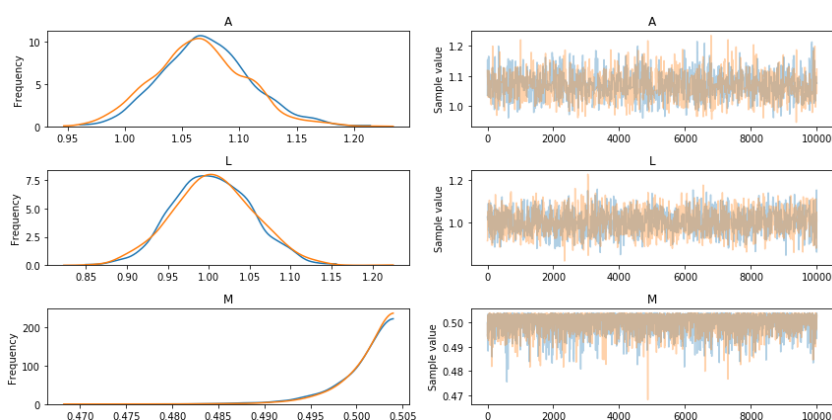 A
A
Frequency
10
5
0
0.95 1.00 1.05 1.10 1.15 1.20
Sample value
1.2
1.1
1.0
0 2000 4000 6000 8000 10000
L
L
Frequency
7.5
5.0
2.5
0.0
0.85 0.90 0.95 1.00 1.05 1.10 1.15 1.20
Sample value
1.2
1.0
0 2000 4000 6000 8000 10000
M
M
Frequency
200
100
0
0.470 0.475 0.480 0.485 0.490 0.495 0.500 0.505
Sample value
0.50
0.49
0.48
0.47
0 2000 4000 6000 8000 10000